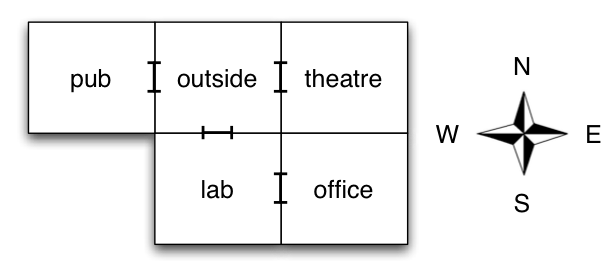 pub outside theatre
lab office
N
W E
S